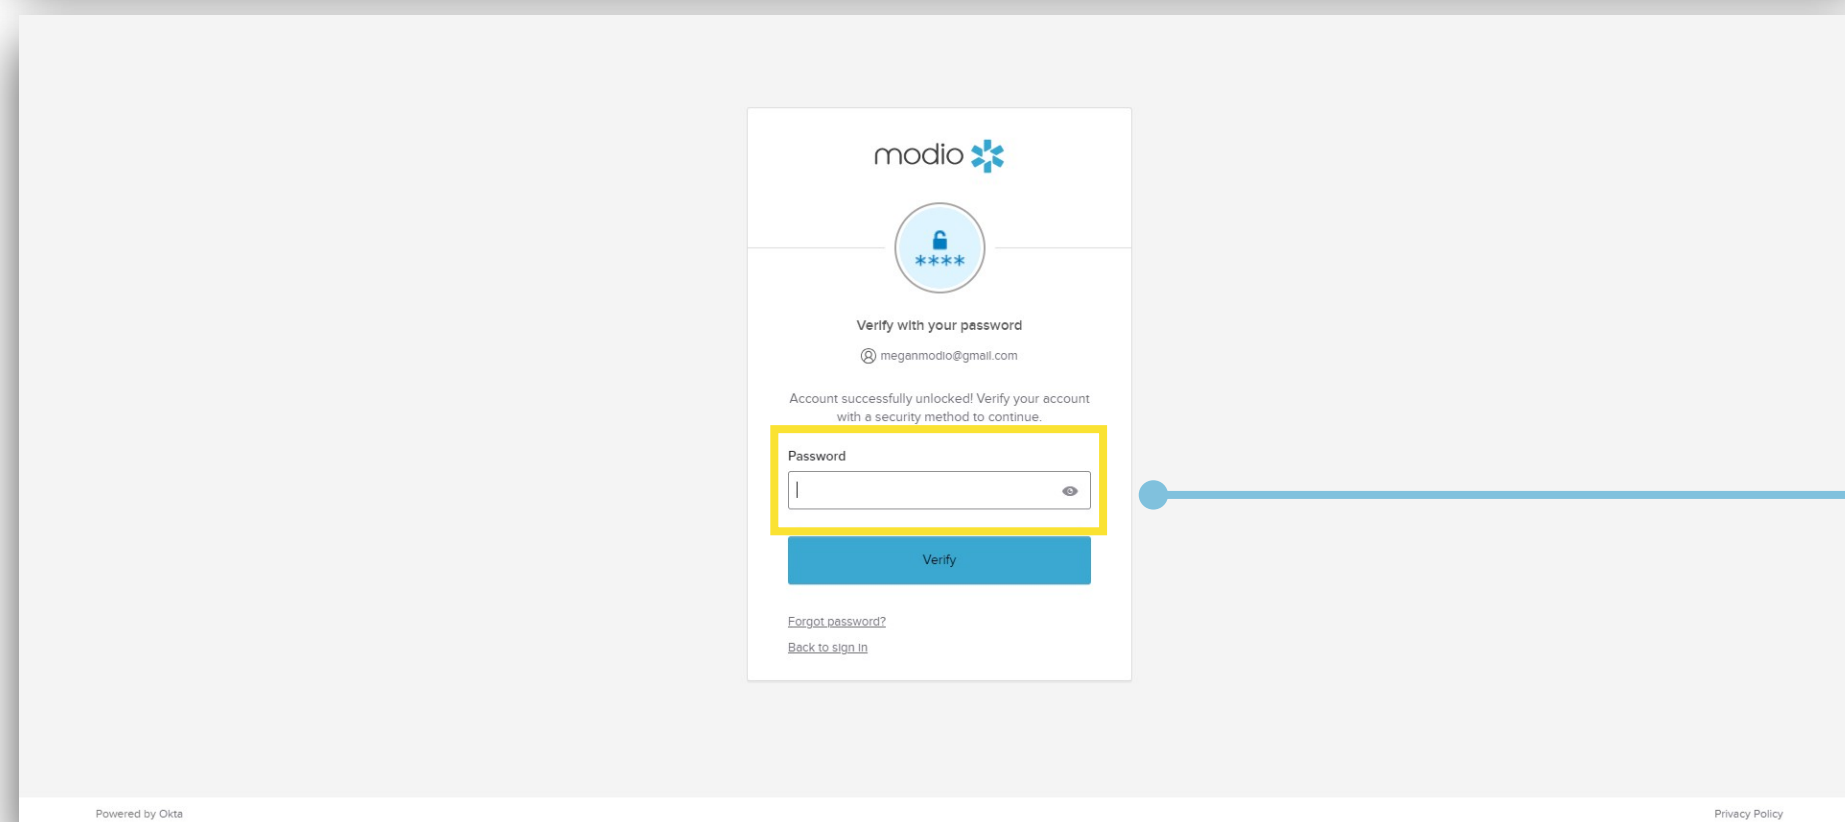 modio
****
Verify with your password
meganmodio@gmail.com
Account successfully unlocked! Verify your account
with a security method to continue.
Password
Verify
Forgot password?
Back to sign in
Powered by Okta
Privacy Policy